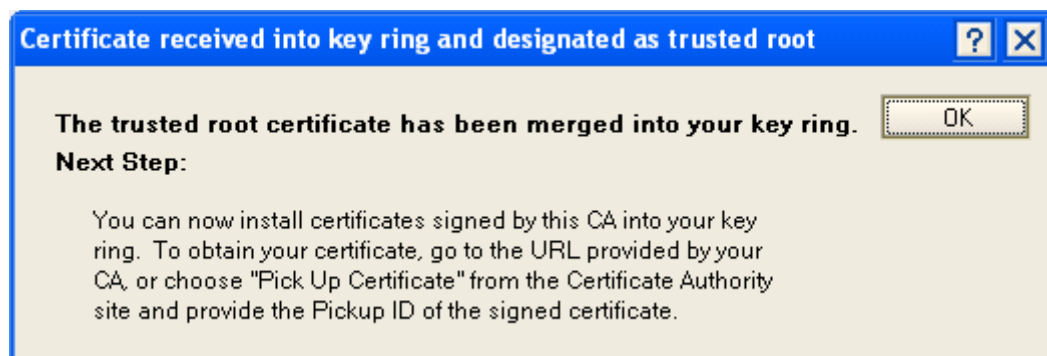 Certificate received into key ring and designated as trusted root
The trusted root certificate has been merged into your key ring.
OK
Next Step:
You can now install certificates signed by this CA into your key
ring. To obtain your certificate, go to the URL provided by your
CA, or choose "Pick Up Certificate" from the Certificate Authority
site and provide the Pickup ID of the signed certificate.